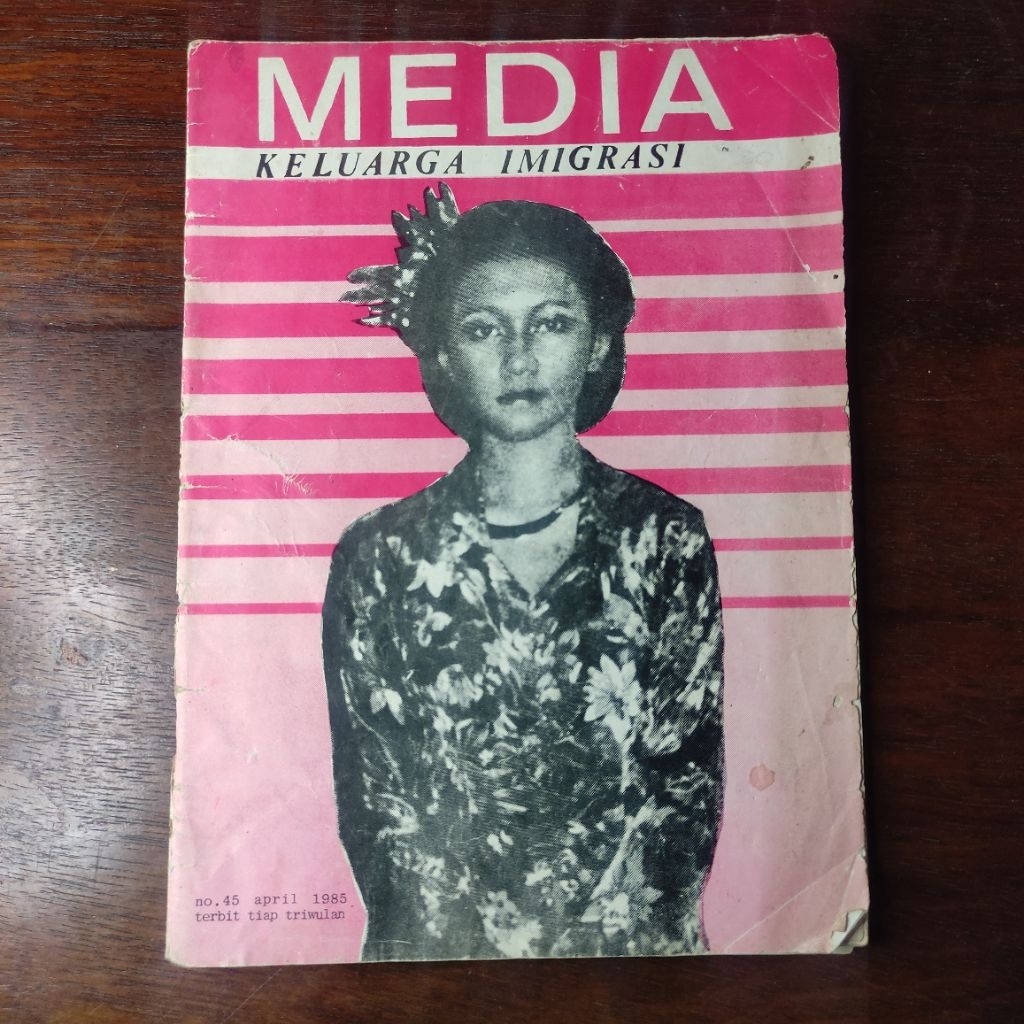 MEDIA
KELUARGA IMIGRASI
no.45 april 1985
terbit tiap triwulan